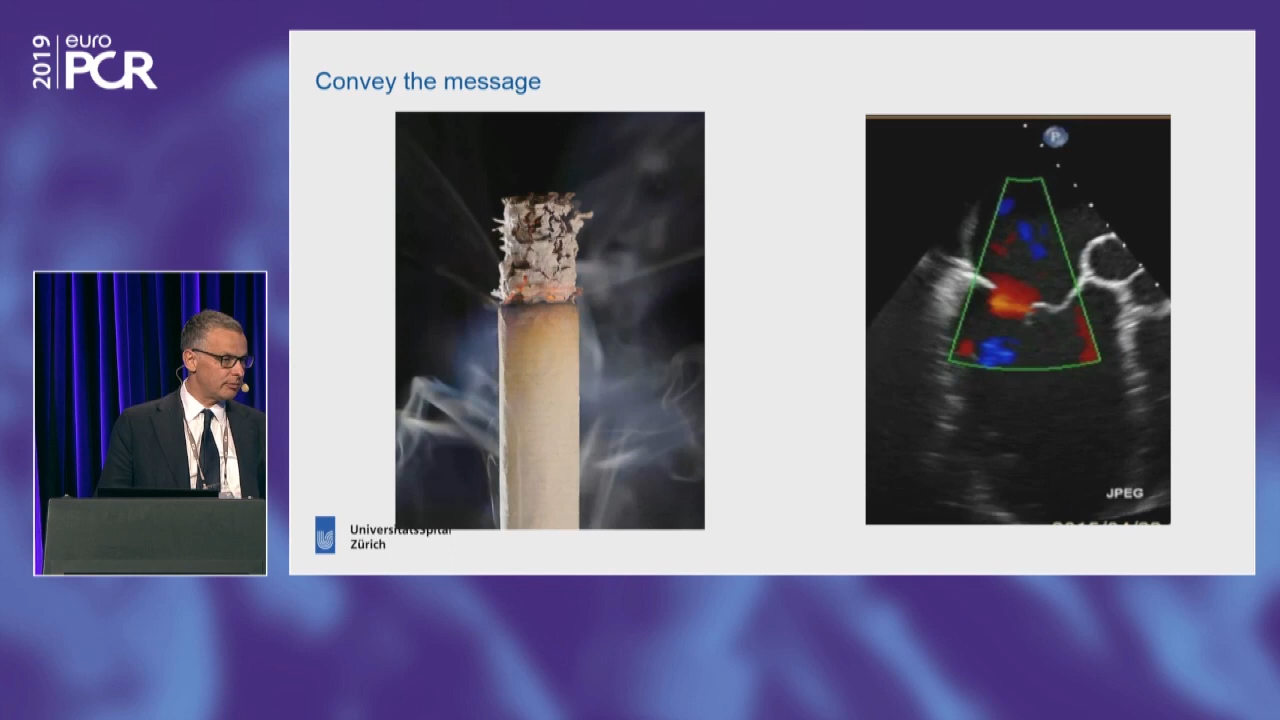 2019
euro
PCR
Convey the message
P
JPEG
UniversitätsSpital
Zürich